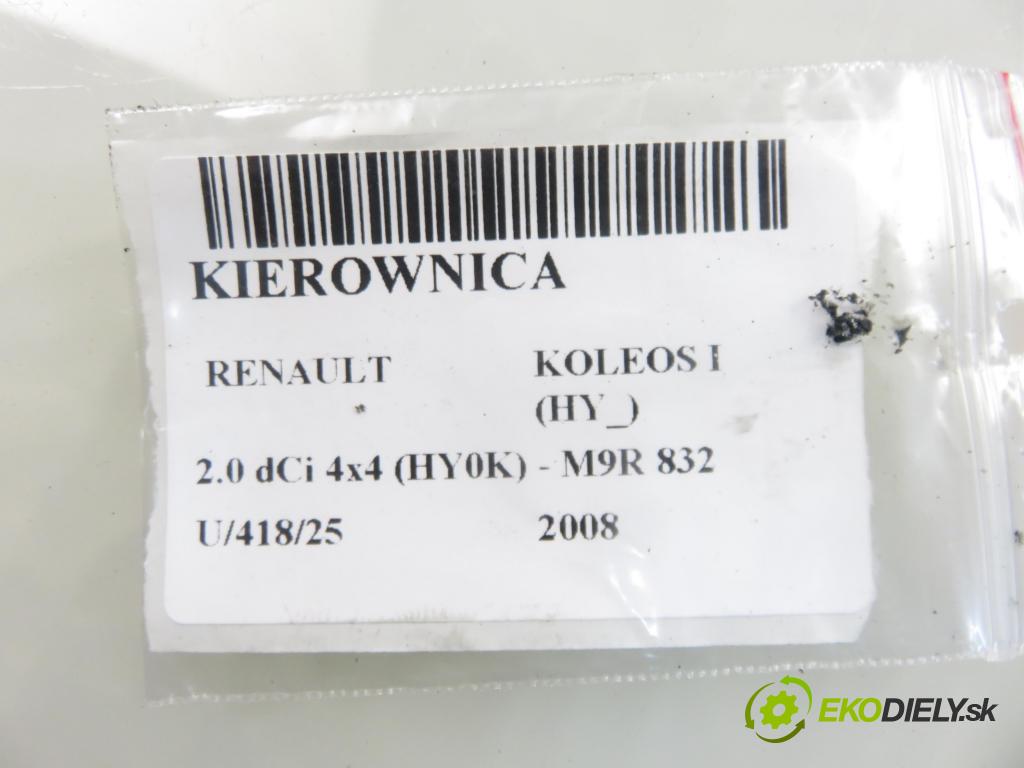 KIEROWNICA
RENAULT KOLEOS I
(HY_)
2.0 dCi 4x4 (HY0K) - M9R 832
U/418/25 2008
EKODIELY.sk